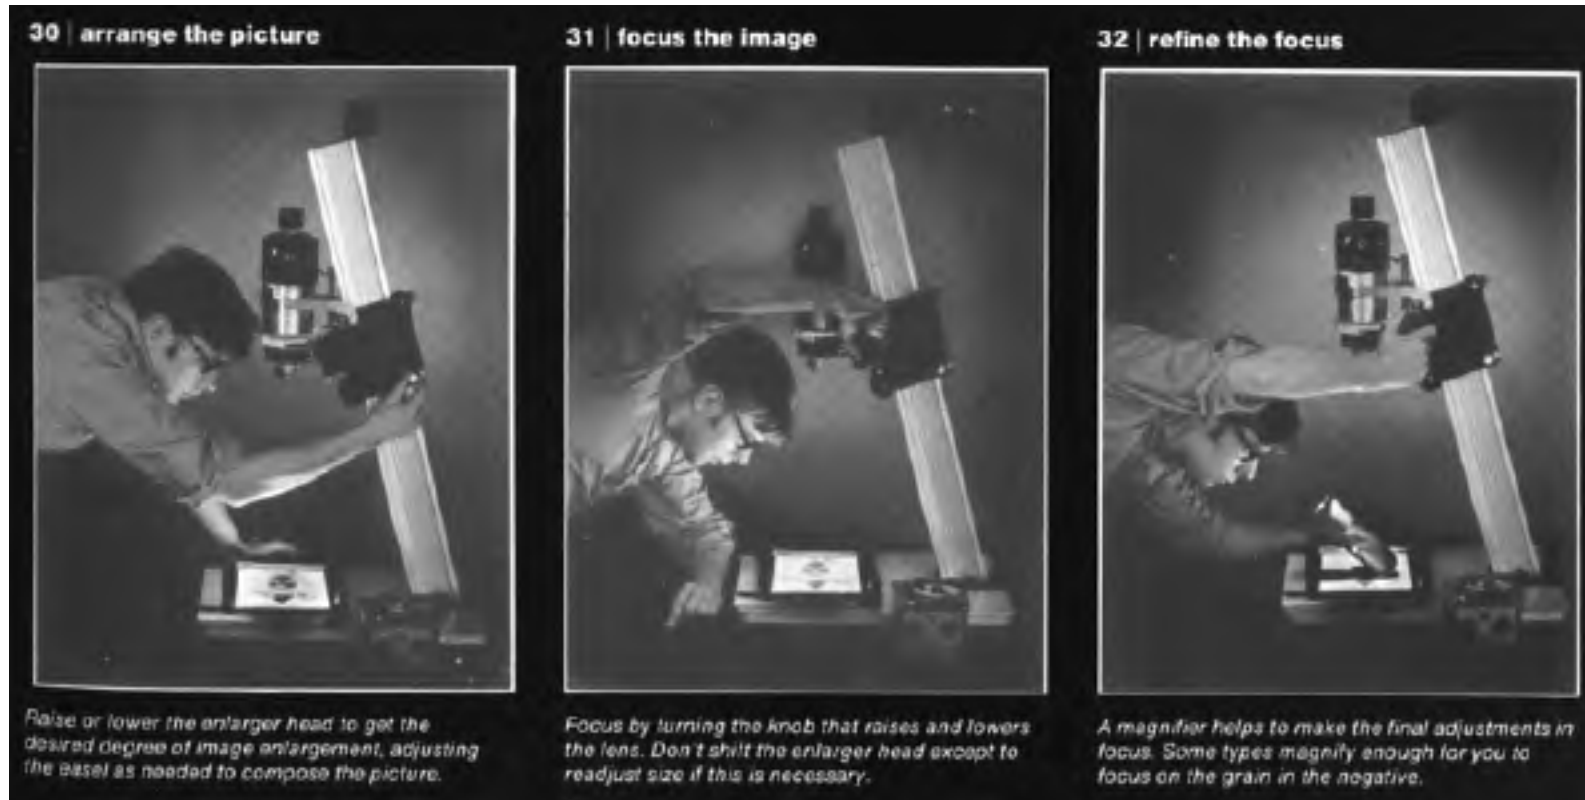 30 | arrange the picture
Raise or lower the enlarger head to get the
desired degree of image enlargement, adjusting
the easel as needed to compose the picture.
31 | focus the image
Focus by turning the knob that raises and lowers
the lens. Don't shift the enlarger head except to
readjust size if this is necessary.
32 | refine the focus
A magnifier helps to make the final adjustments in
focus. Some types magnify enough for you to
focus on the grain in the negative.